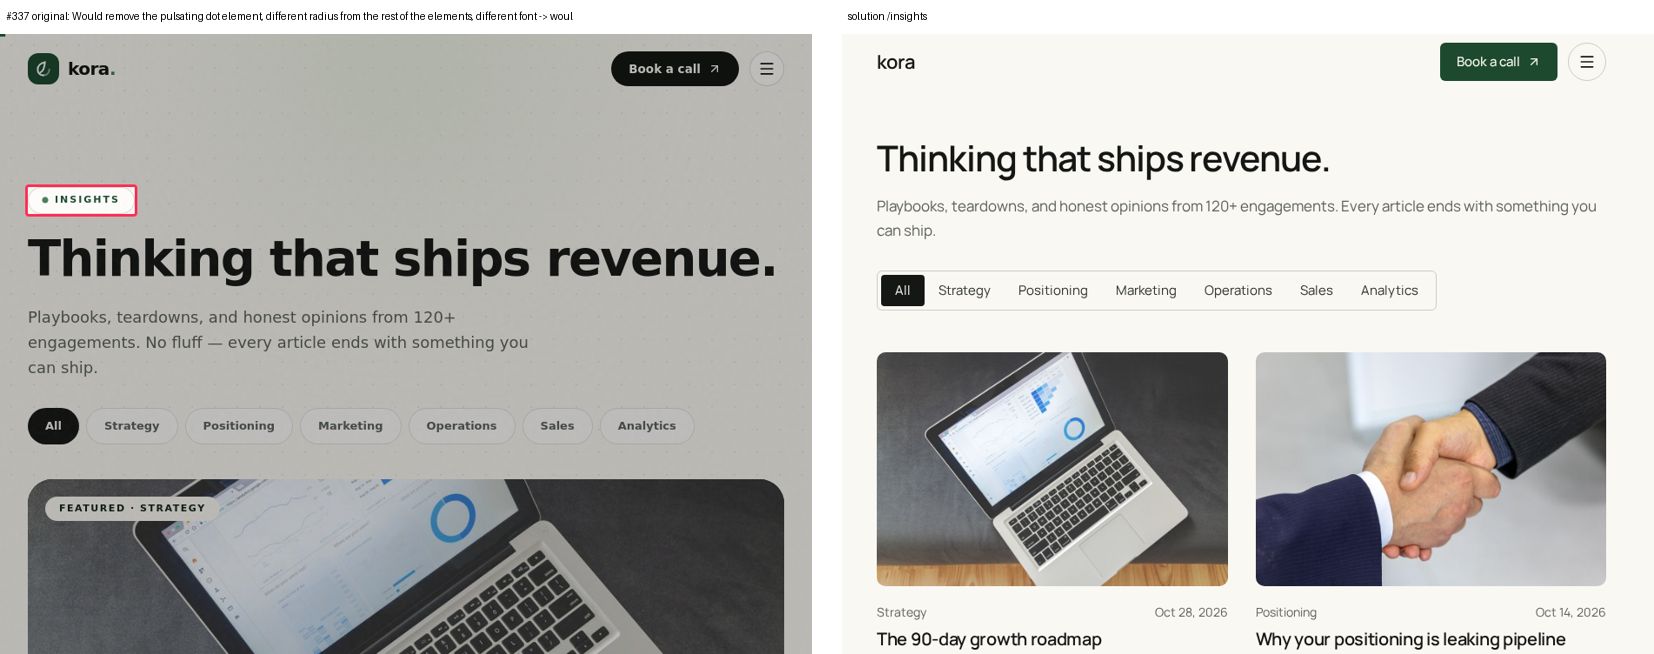 #337 original: Would remove the pulsating dot element, different radius from the rest of the elements, different font -> woul
solution /insights
kora.
Book a call
INSIGHTS
Thinking that ships revenue.
Playbooks, teardowns, and honest opinions from 120+
engagements. No fluff — every article ends with something you
can ship.
All
Strategy
Positioning
Marketing
Operations
Sales
Analytics
FEATURED · STRATEGY
kora
Book a call
Thinking that ships revenue.
Playbooks, teardowns, and honest opinions from 120+ engagements. Every article ends with something you
can ship.
All
Strategy
Positioning
Marketing
Operations
Sales
Analytics
Strategy
Oct 28, 2026
Positioning
Oct 14, 2026
The 90-day growth roadmap
Why your positioning is leaking pipeline